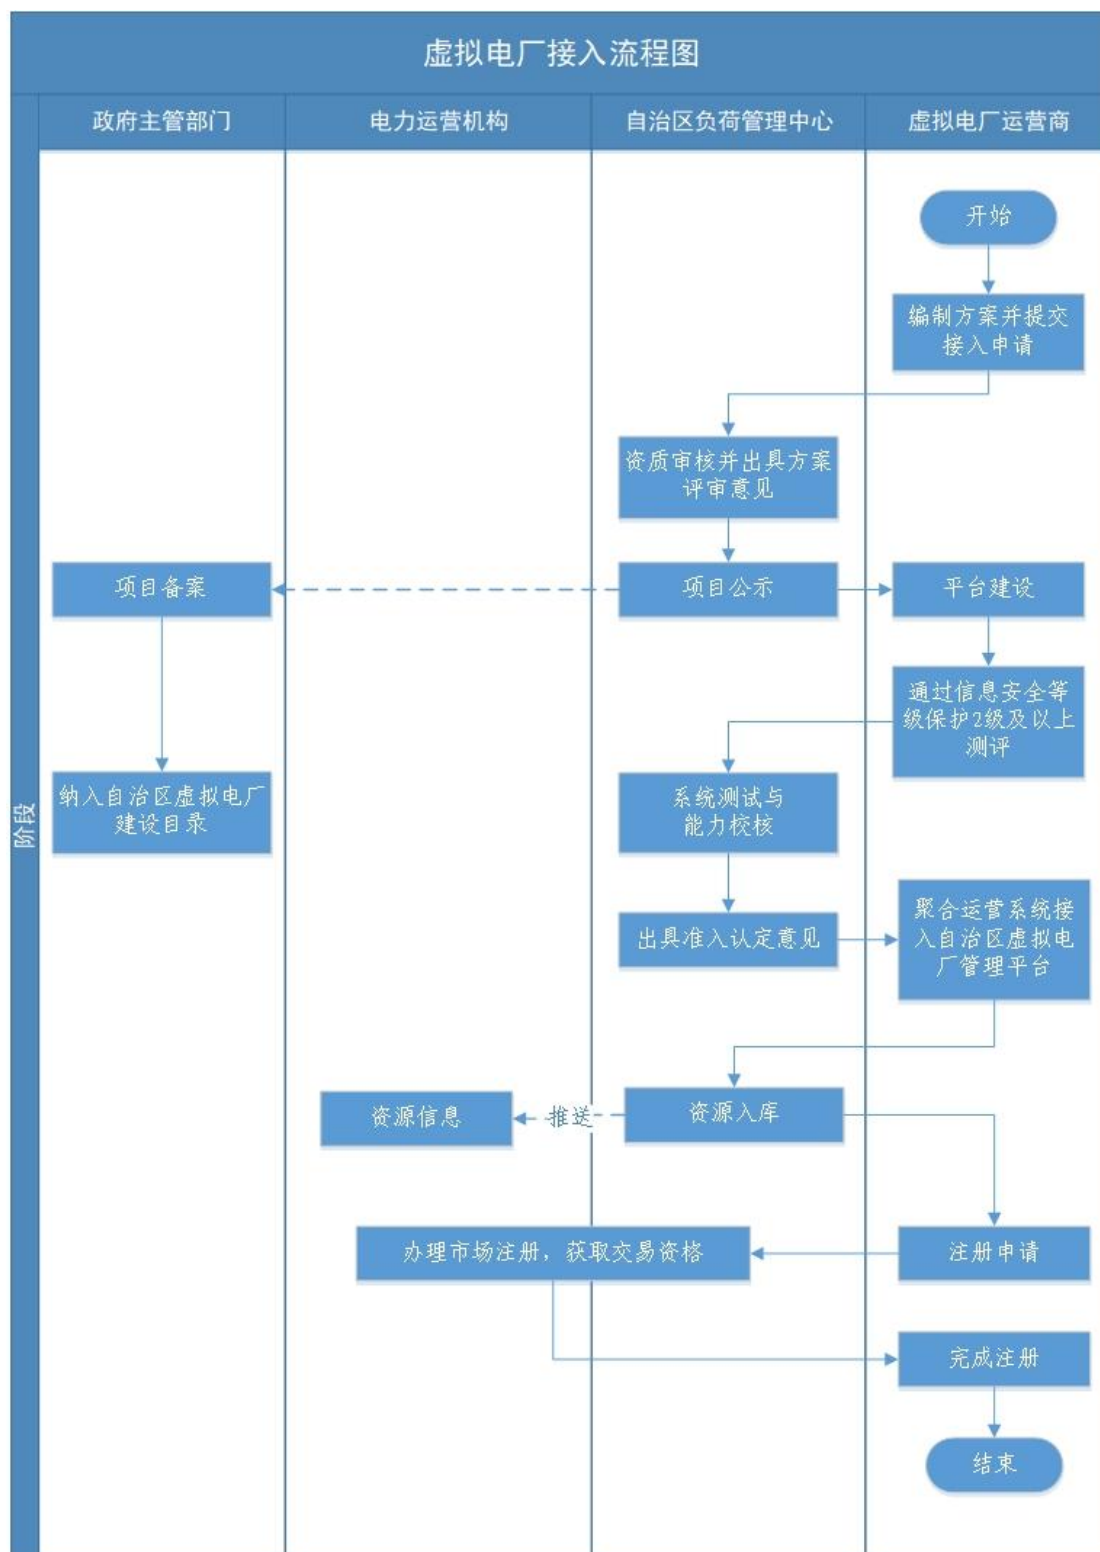 虚拟电厂接入流程图
政府主管部门
电力运营机构
自治区负荷管理中心
虚拟电厂运营商
阶段
开始
编制方案并提交
接入申请
资质审核并出具方案
评审意见
项目备案
项目公示
平台建设
通过信息安全等
级保护2级及以上
测评
纳入自治区虚拟电厂
建设目录
系统测试与
能力校核
出具准入认定意见
聚合运营系统接
入自治区虚拟电
厂管理平台
资源信息
推送
资源入库
办理市场注册，获取交易资格
注册申请
完成注册
结束